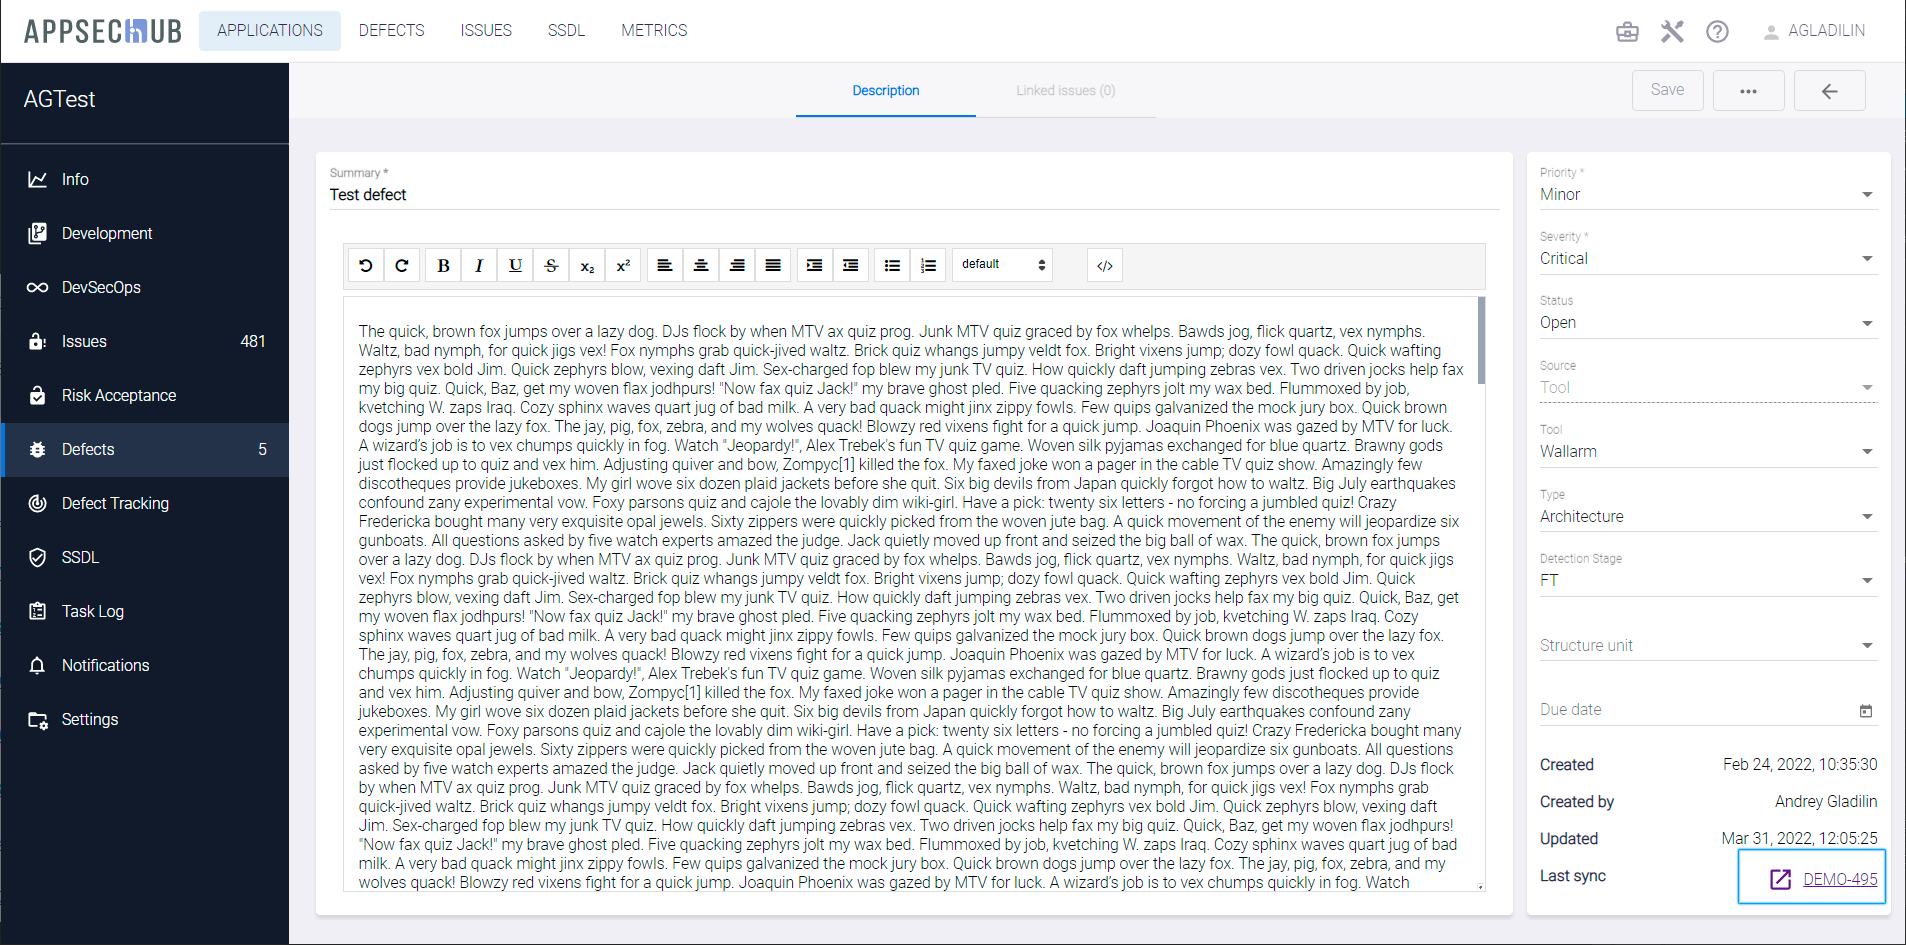 APPSECHUB
APPLICATIONS
DEFECTS
ISSUES
SSDL
METRICS
AGLADILIN
AGTest
Info
Development
DevSecOps
Issues 481
Risk Acceptance
Defects 5
Defect Tracking
SSDL
Task Log
Notifications
Settings
Description
Linked issues (0)
Save
Summary *
Test defect
B I U S x₂ x²
default
</>
The quick, brown fox jumps over a lazy dog. DJs flock by when MTV ax quiz prog. Junk MTV quiz graced by fox whelps. Bawds jog, flick quartz, vex nymphs.
Waltz, bad nymph, for quick jigs vex! Fox nymphs grab quick-jived waltz. Brick quiz whangs jumpy veldt fox. Bright vixens jump; dozy fowl quack. Quick wafting
zephyrs vex bold Jim. Quick zephyrs blow, vexing daft Jim. Sex-charged fop blew my junk TV quiz. How quickly daft jumping zebras vex. Two driven jocks help fax
my big quiz. Quick, Baz, get my woven flax jodhpurs! "Now fax quiz Jack!" my brave ghost pled. Five quacking zephyrs jolt my wax bed. Flummoxed by job,
kvetching W. zaps Iraq. Cozy sphinx waves quart jug of bad milk. A very bad quack might jinx zippy fowls. Few quips galvanized the mock jury box. Quick brown
dogs jump over the lazy fox. The jay, pig, fox, zebra, and my wolves quack! Blowzy red vixens fight for a quick jump. Joaquin Phoenix was gazed by MTV for luck.
A wizard’s job is to vex chumps quickly in fog. Watch "Jeopardy!", Alex Trebek's fun TV quiz game. Woven silk pyjamas exchanged for blue quartz. Brawny gods
just flocked up to quiz and vex him. Adjusting quiver and bow, Zompyc[1] killed the fox. My faxed joke won a pager in the cable TV quiz show. Amazingly few
discotheques provide jukeboxes. My girl wove six dozen plaid jackets before she quit. Six big devils from Japan quickly forgot how to waltz. Big July earthquakes
confound zany experimental vow. Foxy parsons quiz and cajole the lovably dim wiki-girl. Have a pick: twenty six letters - no forcing a jumbled quiz! Crazy
Fredericka bought many very exquisite opal jewels. Sixty zippers were quickly picked from the woven jute bag. A quick movement of the enemy will jeopardize six
gunboats. All questions asked by five watch experts amazed the judge. Jack quietly moved up front and seized the big ball of wax. The quick, brown fox jumps
over a lazy dog. DJs flock by when MTV ax quiz prog. Junk MTV quiz graced by fox whelps. Bawds jog, flick quartz, vex nymphs. Waltz, bad nymph, for quick jigs
vex! Fox nymphs grab quick-jived waltz. Brick quiz whangs jumpy veldt fox. Bright vixens jump; dozy fowl quack. Quick wafting zephyrs vex bold Jim. Quick
zephyrs blow, vexing daft Jim. Sex-charged fop blew my junk TV quiz. How quickly daft jumping zebras vex. Two driven jocks help fax my big quiz. Quick, Baz, get
my woven flax jodhpurs! "Now fax quiz Jack!" my brave ghost pled. Five quacking zephyrs jolt my wax bed. Flummoxed by job, kvetching W. zaps Iraq. Cozy
sphinx waves quart jug of bad milk. A very bad quack might jinx zippy fowls. Few quips galvanized the mock jury box. Quick brown dogs jump over the lazy fox.
The jay, pig, fox, zebra, and my wolves quack! Blowzy red vixens fight for a quick jump. Joaquin Phoenix was gazed by MTV for luck. A wizard’s job is to vex
chumps quickly in fog. Watch "Jeopardy!", Alex Trebek's fun TV quiz game. Woven silk pyjamas exchanged for blue quartz. Brawny gods just flocked up to quiz
and vex him. Adjusting quiver and bow, Zompyc[1] killed the fox. My faxed joke won a pager in the cable TV quiz show. Amazingly few discotheques provide
jukeboxes. My girl wove six dozen plaid jackets before she quit. Six big devils from Japan quickly forgot how to waltz. Big July earthquakes confound zany
experimental vow. Foxy parsons quiz and cajole the lovably dim wiki-girl. Have a pick: twenty six letters - no forcing a jumbled quiz! Crazy Fredericka bought many
very exquisite opal jewels. Sixty zippers were quickly picked from the woven jute bag. A quick movement of the enemy will jeopardize six gunboats. All questions
asked by five watch experts amazed the judge. Jack quietly moved up front and seized the big ball of wax. The quick, brown fox jumps over a lazy dog. DJs flock
by when MTV ax quiz prog. Junk MTV quiz graced by fox whelps. Bawds jog, flick quartz, vex nymphs. Waltz, bad nymph, for quick jigs vex! Fox nymphs grab
quick-jived waltz. Brick quiz whangs jumpy veldt fox. Bright vixens jump; dozy fowl quack. Quick wafting zephyrs vex bold Jim. Quick zephyrs blow, vexing daft
Jim. Sex-charged fop blew my junk TV quiz. How quickly daft jumping zebras vex. Two driven jocks help fax my big quiz. Quick, Baz, get my woven flax jodhpurs!
"Now fax quiz Jack!" my brave ghost pled. Five quacking zephyrs jolt my wax bed. Flummoxed by job, kvetching W. zaps Iraq. Cozy sphinx waves quart jug of bad
milk. A very bad quack might jinx zippy fowls. Few quips galvanized the mock jury box. Quick brown dogs jump over the lazy fox. The jay, pig, fox, zebra, and my
wolves quack! Blowzy red vixens fight for a quick jump. Joaquin Phoenix was gazed by MTV for luck. A wizard’s job is to vex chumps quickly in fog. Watch
Priority *
Minor
Severity *
Critical
Status
Open
Source
Tool
Tool
Wallarm
Type
Architecture
Detection Stage
FT
Structure unit
Due date
Created Feb 24, 2022, 10:35:30
Created by Andrey Gladilin
Updated Mar 31, 2022, 12:05:25
Last sync DEMO-495